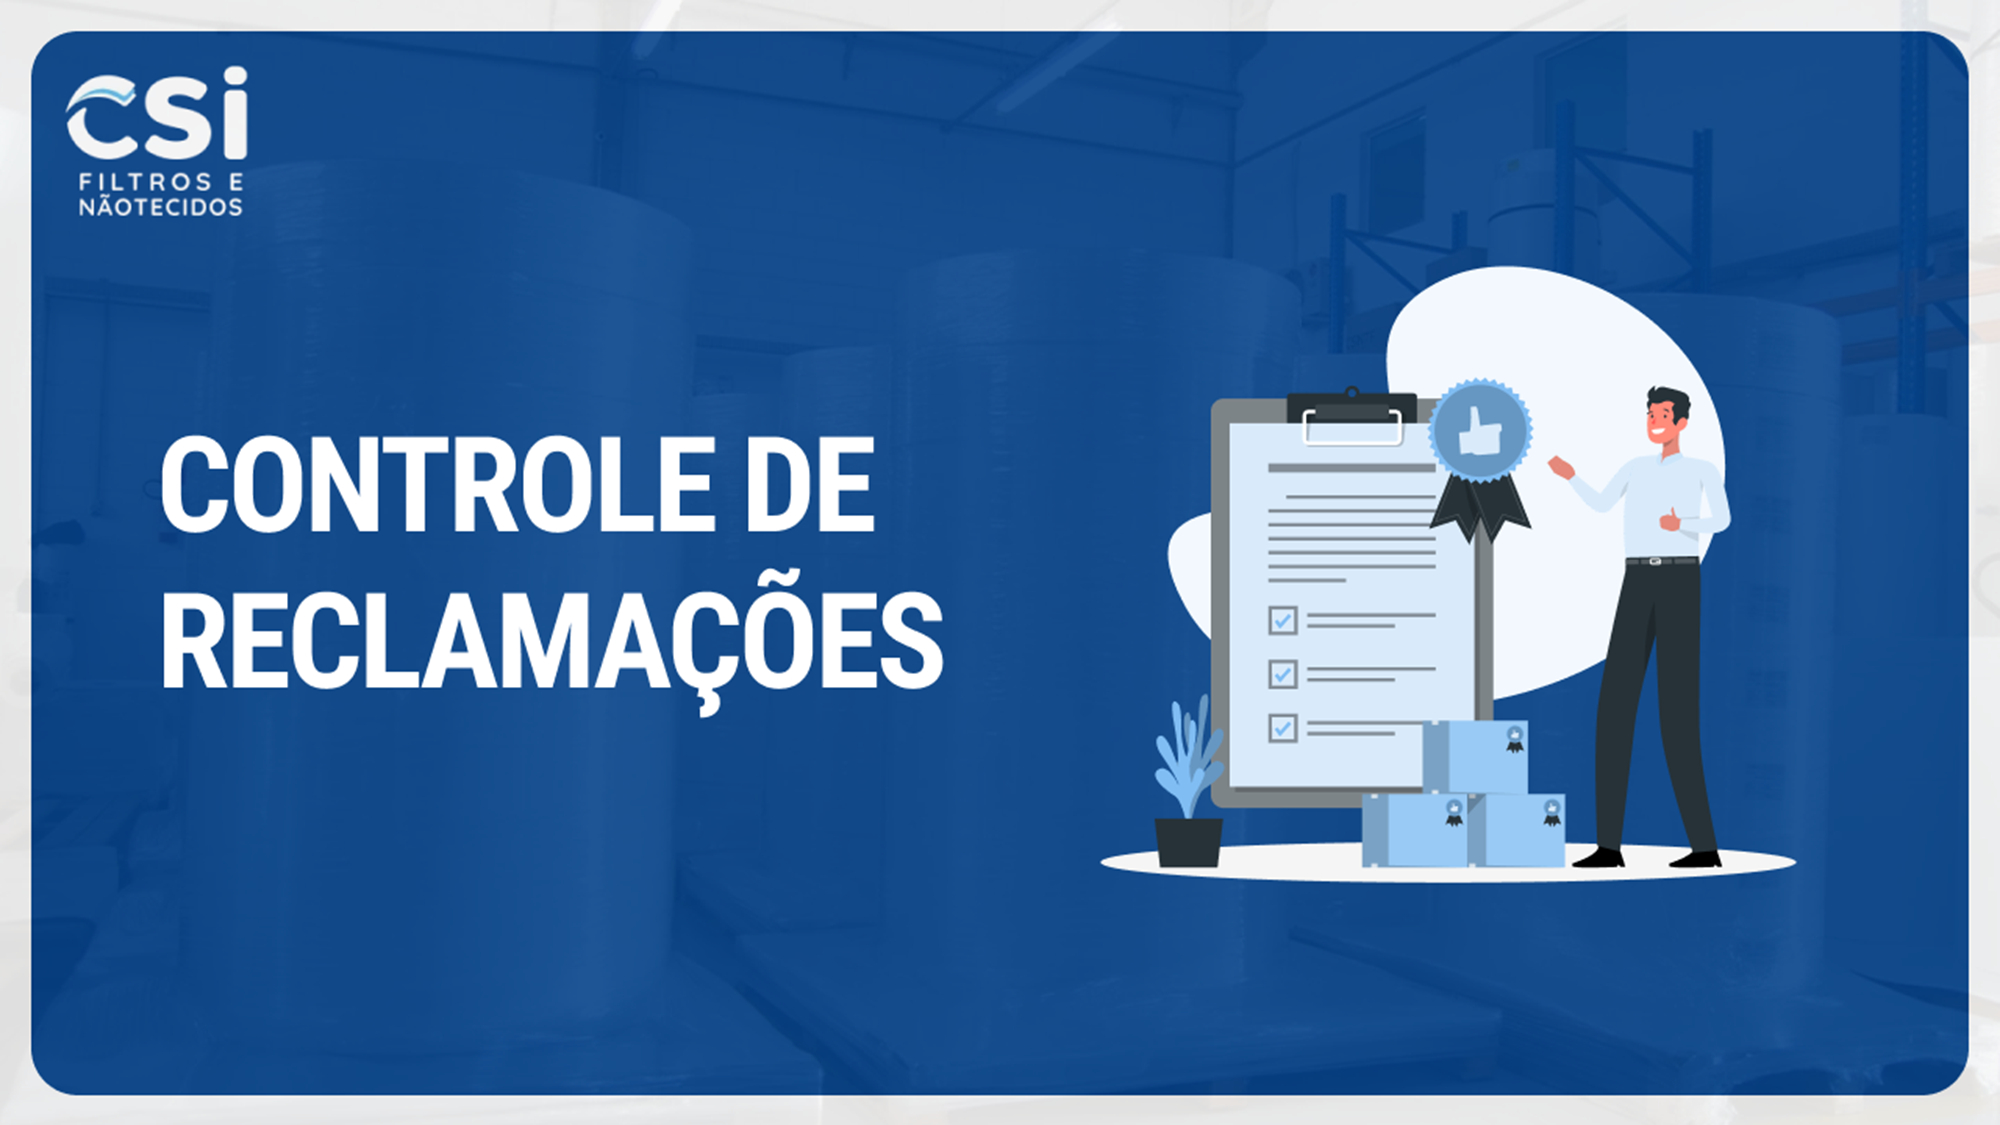 CSi
FILTROS E
NÃOTECIDOS
CONTROLE DE
RECLAMAÇÕES